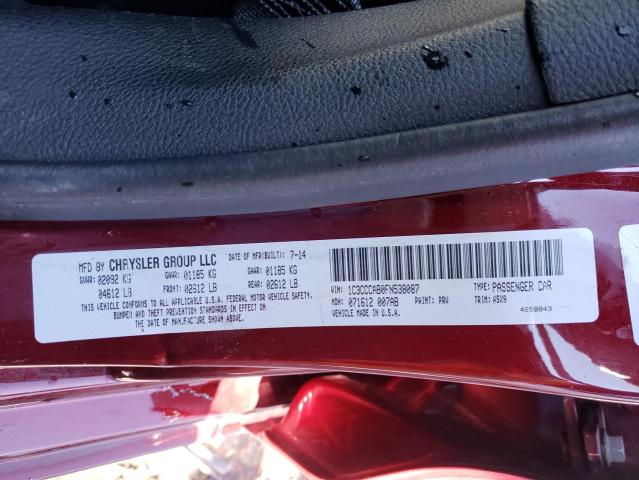 MFD BY CHRYSLER GROUP LLC
DATE OF MFR(BUILT): 7-14
GVWR: 02092 KG GAWR: 01185 KG GAWR: 01185 KG
04612 LB FRONT: 02612 LB REAR: 02612 LB
THIS VEHICLE CONFORMS TO ALL APPLICABLE U.S.A. FEDERAL MOTOR VEHICLE SAFETY,
BUMPER AND THEFT PREVENTION STANDARDS IN EFFECT ON
THE DATE OF MANUFACTURE SHOWN ABOVE.
VIN: 1C3CCCAB0FN538087 TYPE: PASSENGER CAR
MDH: 071612 007AB PAINT: PRV TRIM: A5X9
VEHICLE MADE IN U.S.A. 4658843